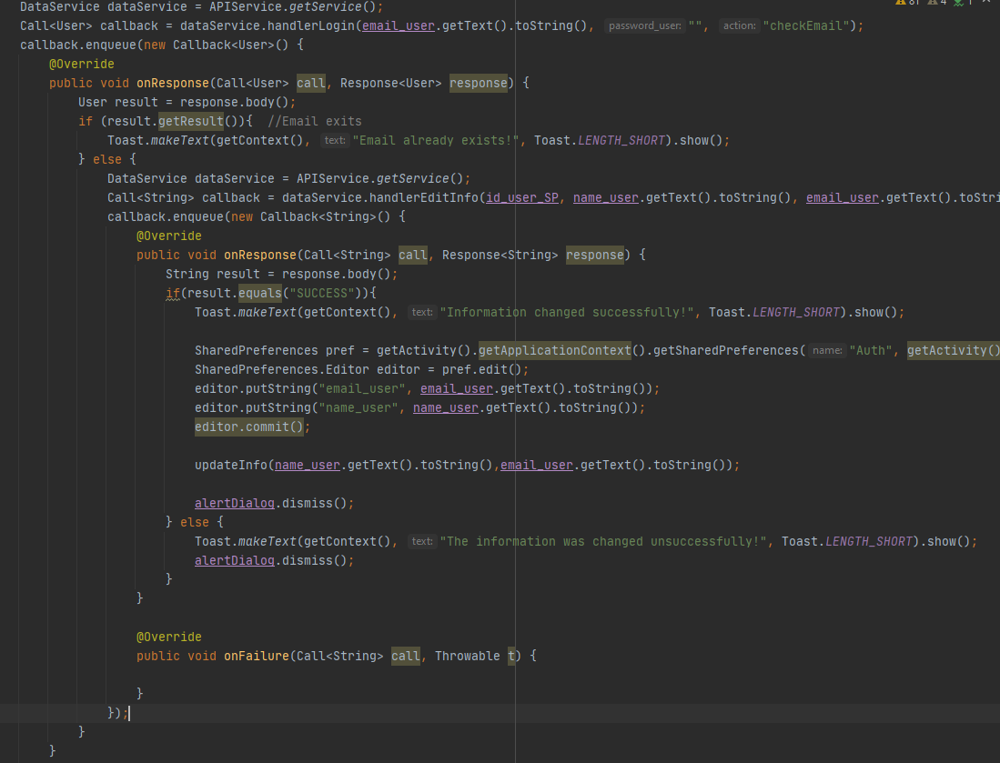 DataService dataService = APIService.getService();
81 4 1
Call<User> callback = dataService.handlerLogin(email_user.getText().toString(), password_user: "", action: "checkEmail");
callback.enqueue(new Callback<User>() {
@Override
public void onResponse(Call<User> call, Response<User> response) {
User result = response.body();
if (result.getResult()){ //Email exits
Toast.makeText(getContext(), text: "Email already exists!", Toast.LENGTH_SHORT).show();
} else {
DataService dataService = APIService.getService();
Call<String> callback = dataService.handlerEditInfo(id_user_SP, name_user.getText().toString(), email_user.getText().toStri
callback.enqueue(new Callback<String>() {
@Override
public void onResponse(Call<String> call, Response<String> response) {
String result = response.body();
if(result.equals("SUCCESS")){
Toast.makeText(getContext(), text: "Information changed successfully!", Toast.LENGTH_SHORT).show();
SharedPreferences pref = getActivity().getApplicationContext().getSharedPreferences( name: "Auth", getActivity()
SharedPreferences.Editor editor = pref.edit();
editor.putString("email_user", email_user.getText().toString());
editor.putString("name_user", name_user.getText().toString());
editor.commit();
updateInfo(name_user.getText().toString(),email_user.getText().toString());
alertDialog.dismiss();
} else {
Toast.makeText(getContext(), text: "The information was changed unsuccessfully!", Toast.LENGTH_SHORT).show();
alertDialog.dismiss();
}
}
@Override
public void onFailure(Call<String> call, Throwable t) {
}
});
}
}